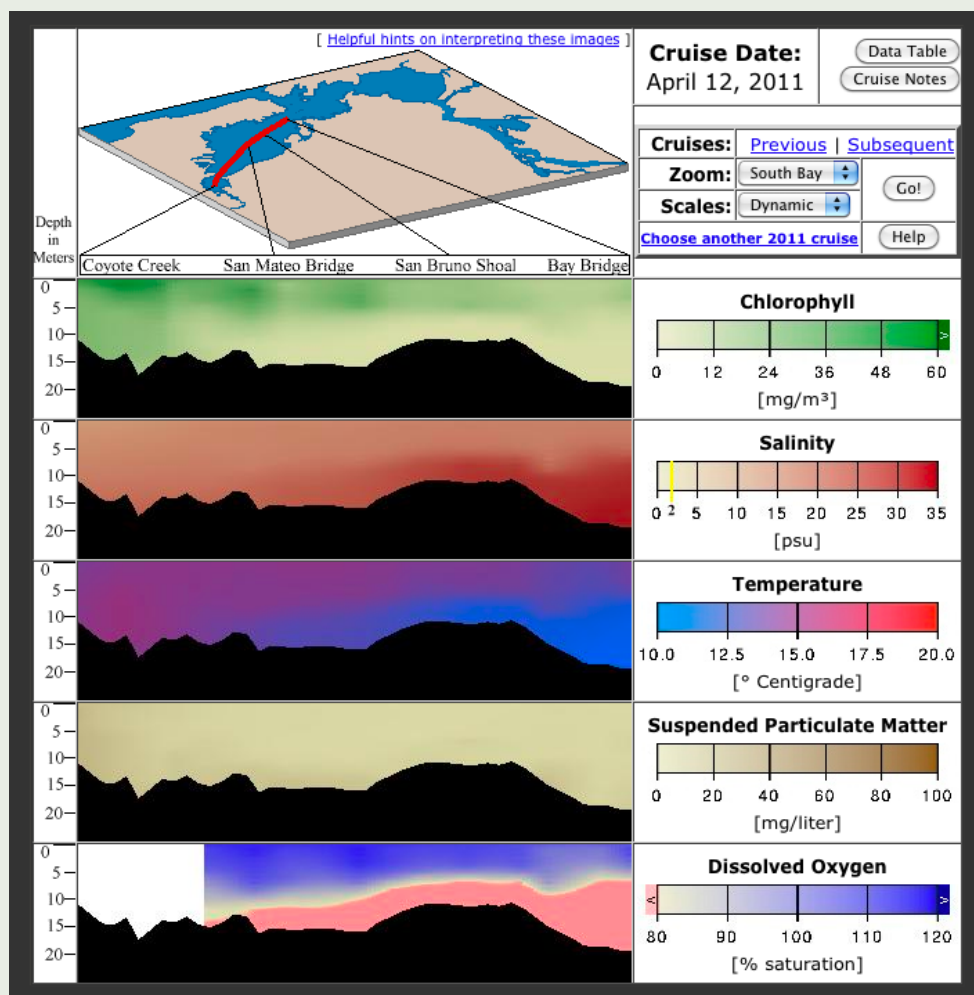 [ Helpful hints on interpreting these images ]
Cruise Date:
April 12, 2011
Data Table
Cruise Notes
Cruises: Previous | Subsequent
Zoom: South Bay
Go!
Scales: Dynamic
Choose another 2011 cruise
Help
Depth
in
Meters
Coyote Creek San Mateo Bridge San Bruno Shoal Bay Bridge
0
5
10
15
20
Chlorophyll
>
0 12 24 36 48 60
[mg/m³]
0
5
10
15
20
Salinity
0 2 5 10 15 20 25 30 35
[psu]
0
5
10
15
20
Temperature
10.0 12.5 15.0 17.5 20.0
[° Centigrade]
0
5
10
15
20
Suspended Particulate Matter
0 20 40 60 80 100
[mg/liter]
0
5
10
15
20
Dissolved Oxygen
< >
80 90 100 110 120
[% saturation]